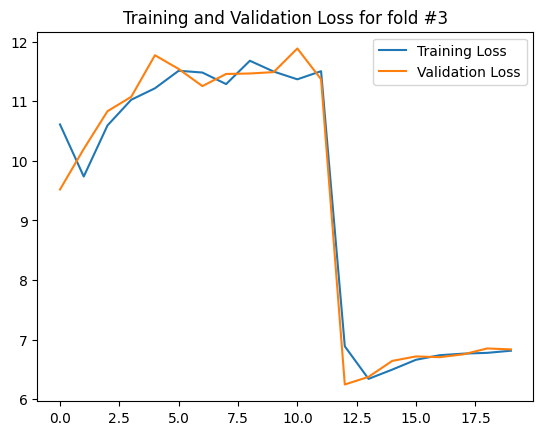 Training and Validation Loss for fold #3
Training Loss
Validation Loss
12
11
10
9
8
7
6
0.0 2.5 5.0 7.5 10.0 12.5 15.0 17.5